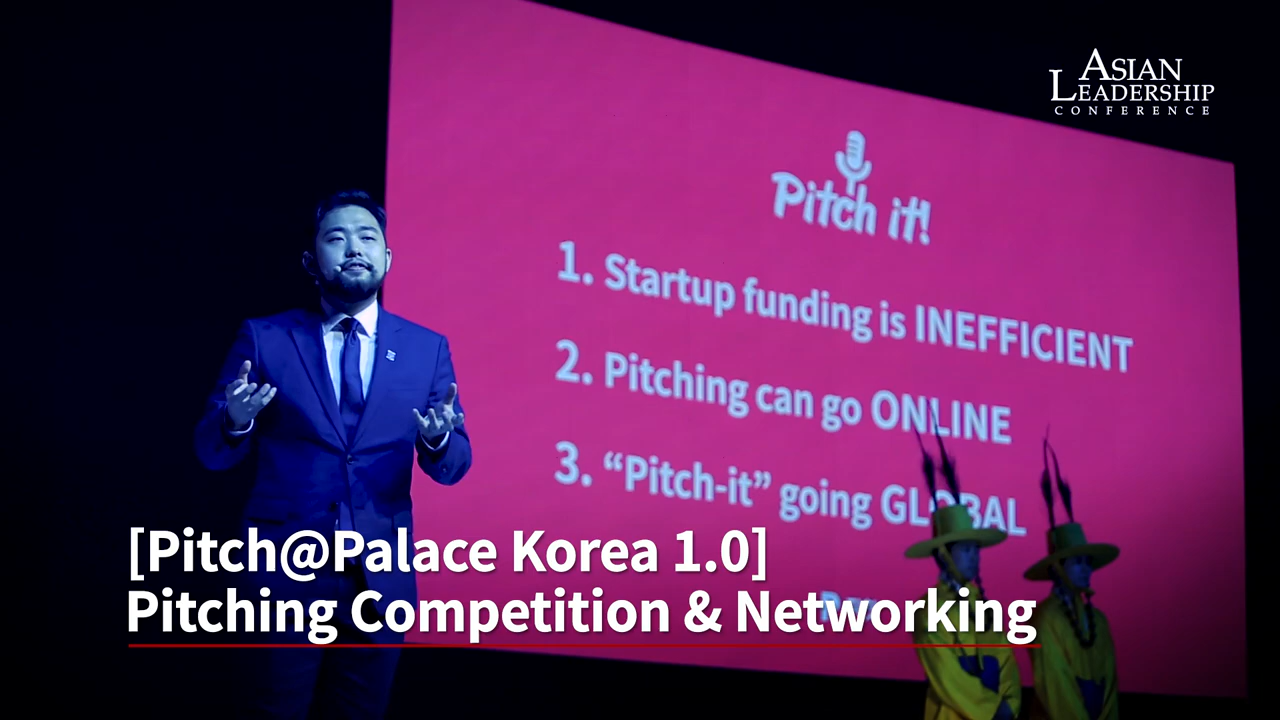 ASIAN
LEADERSHIP
CONFERENCE
Pitch it!
1. Startup funding is INEFFICIENT
2. Pitching can go ONLINE
3. “Pitch-it” going GLOBAL
[Pitch@Palace Korea 1.0]
Pitching Competition & Networking